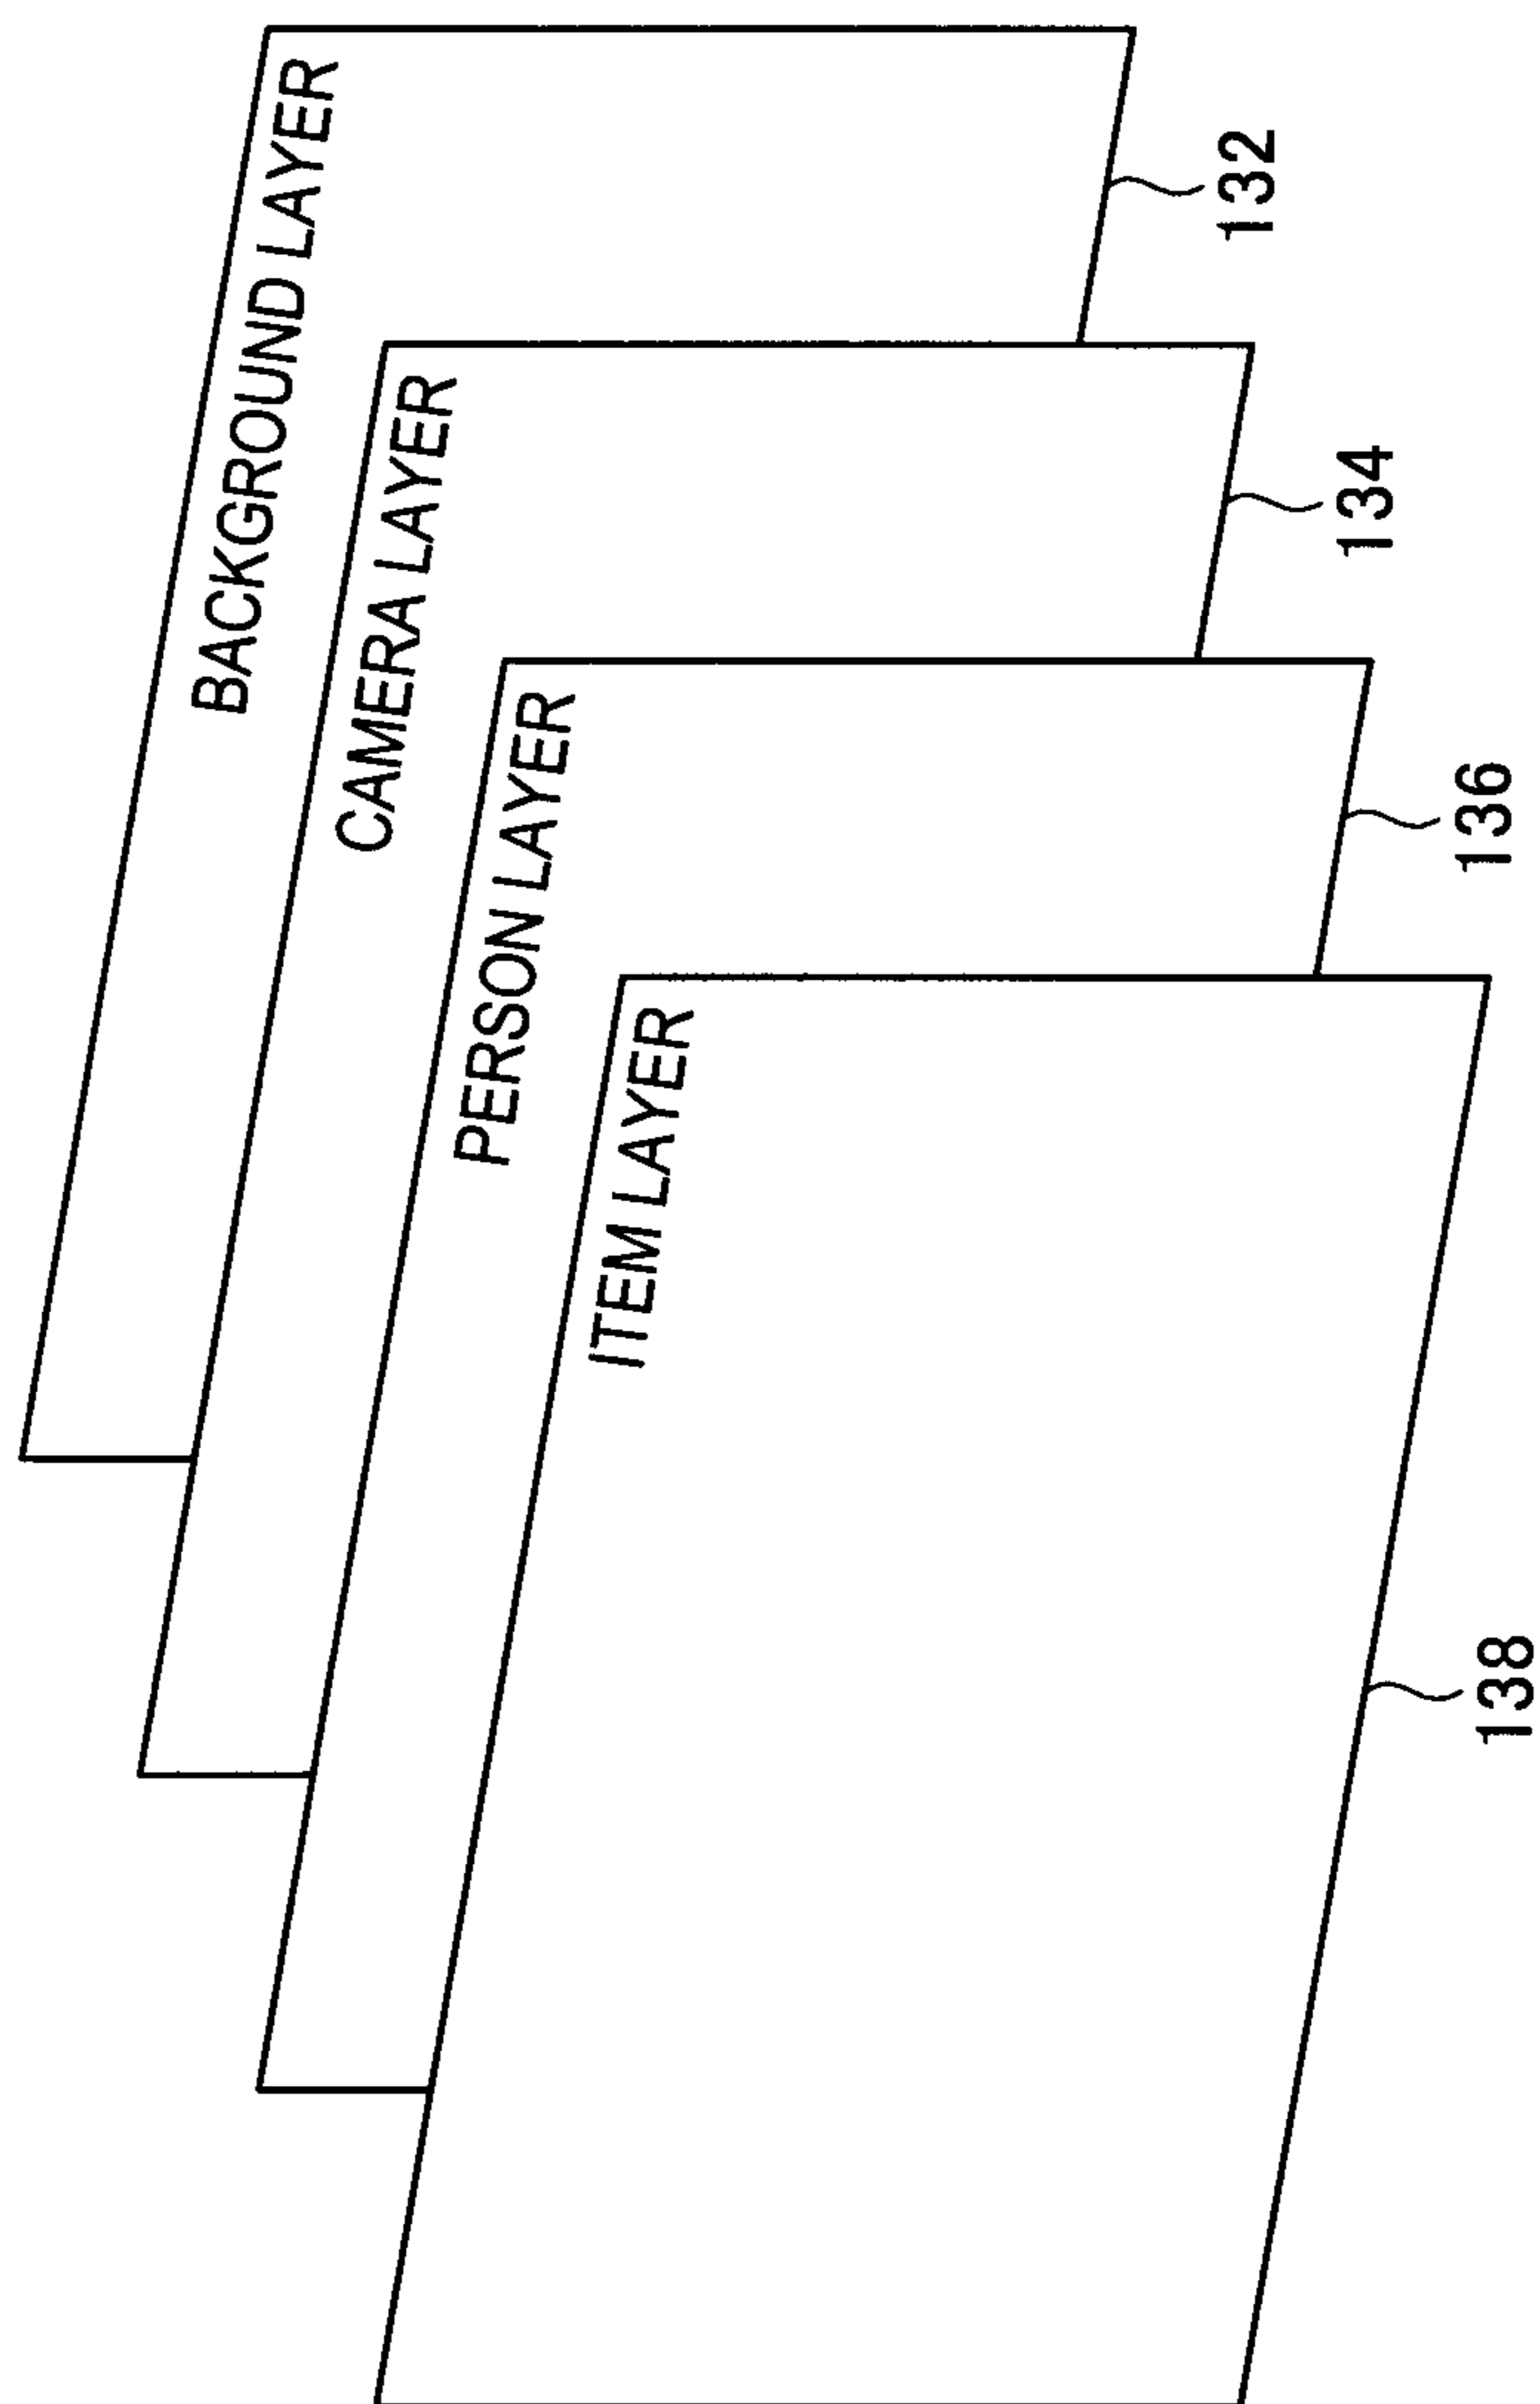 BACKGROUND LAYER
132
CAMERA LAYER
134
PERSON LAYER
136
ITEM LAYER
138